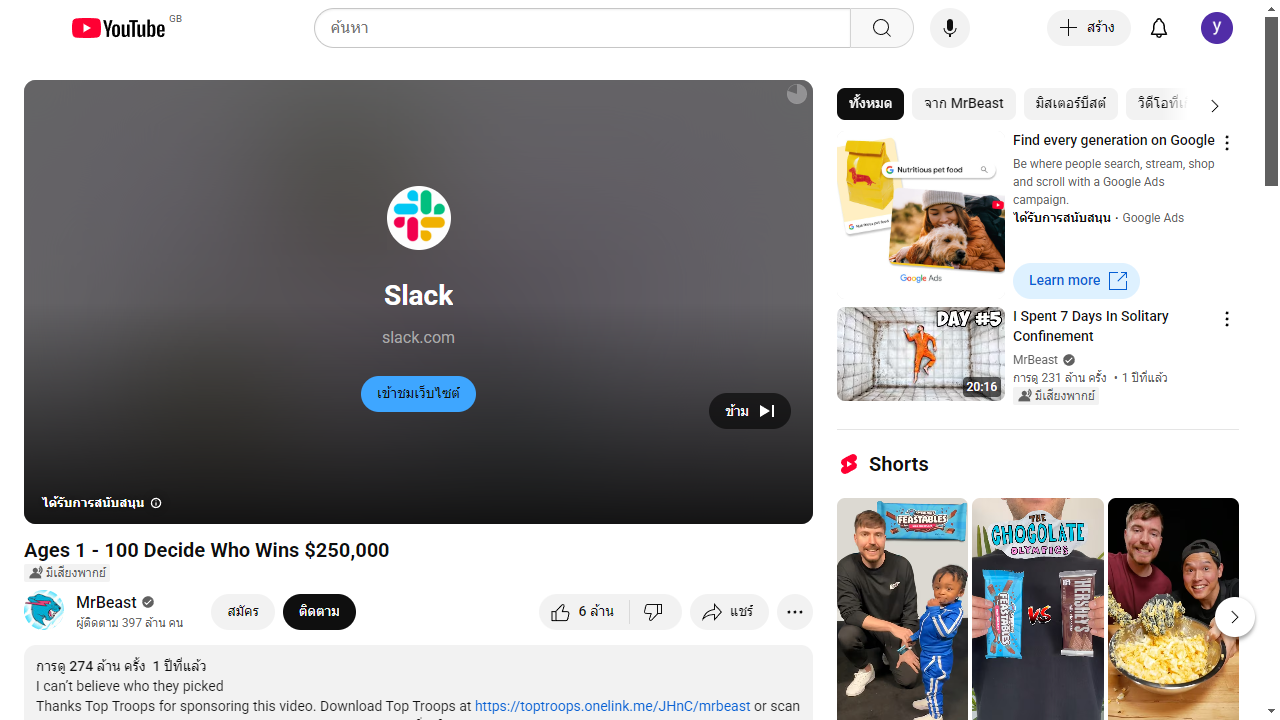 YouTube GB
ค้นหา
สร้าง
y
Slack
slack.com
เข้าชมเว็บไซต์
ข้าม
ได้รับการสนับสนุน
Ages 1 - 100 Decide Who Wins $250,000
มีเสียงพากย์
MrBeast
ผู้ติดตาม 397 ล้าน คน
สมัคร
ติดตาม
6 ล้าน
แชร์
การดู 274 ล้าน ครั้ง 1 ปีที่แล้ว
I can’t believe who they picked
Thanks Top Troops for sponsoring this video. Download Top Troops at https://toptroops.onelink.me/JHnC/mrbeast or scan
ทั้งหมด
จาก MrBeast
มิสเตอร์บีสต์
Nutritious pet food
Google Ads
Find every generation on Google
Be where people search, stream, shop
and scroll with a Google Ads
campaign.
ได้รับการสนับสนุน · Google Ads
Learn more
DAY #5
20:16
I Spent 7 Days In Solitary
Confinement
MrBeast
การดู 231 ล้าน ครั้ง • 1 ปีที่แล้ว
มีเสียงพากย์
Shorts
FEASTABLES
THE
CHOCOLATE
OLYMPICS
FEASTABLES
VS
HERSHEY'S